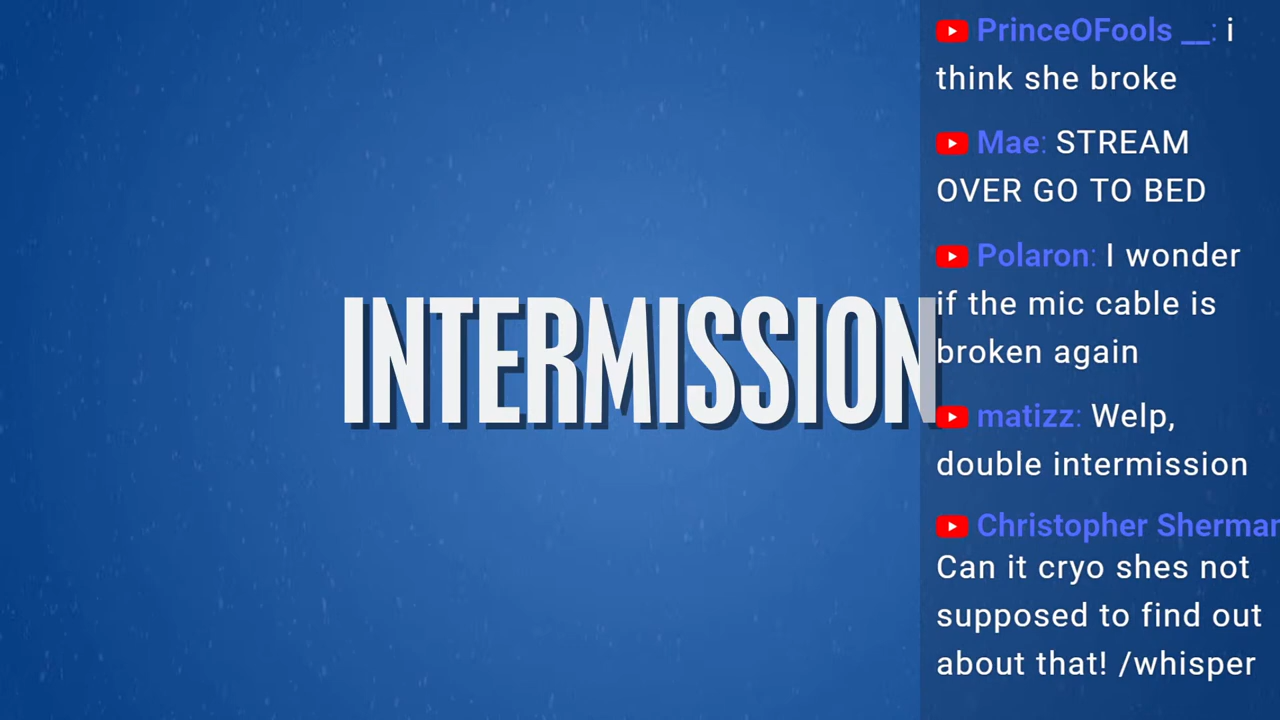 INTERMISSION
PrinceOFools __: i
think she broke
Mae: STREAM
OVER GO TO BED
Polaron: I wonder
if the mic cable is
broken again
matizz: Welp,
double intermission
Christopher Sherman
Can it cryo shes not
supposed to find out
about that! /whisper